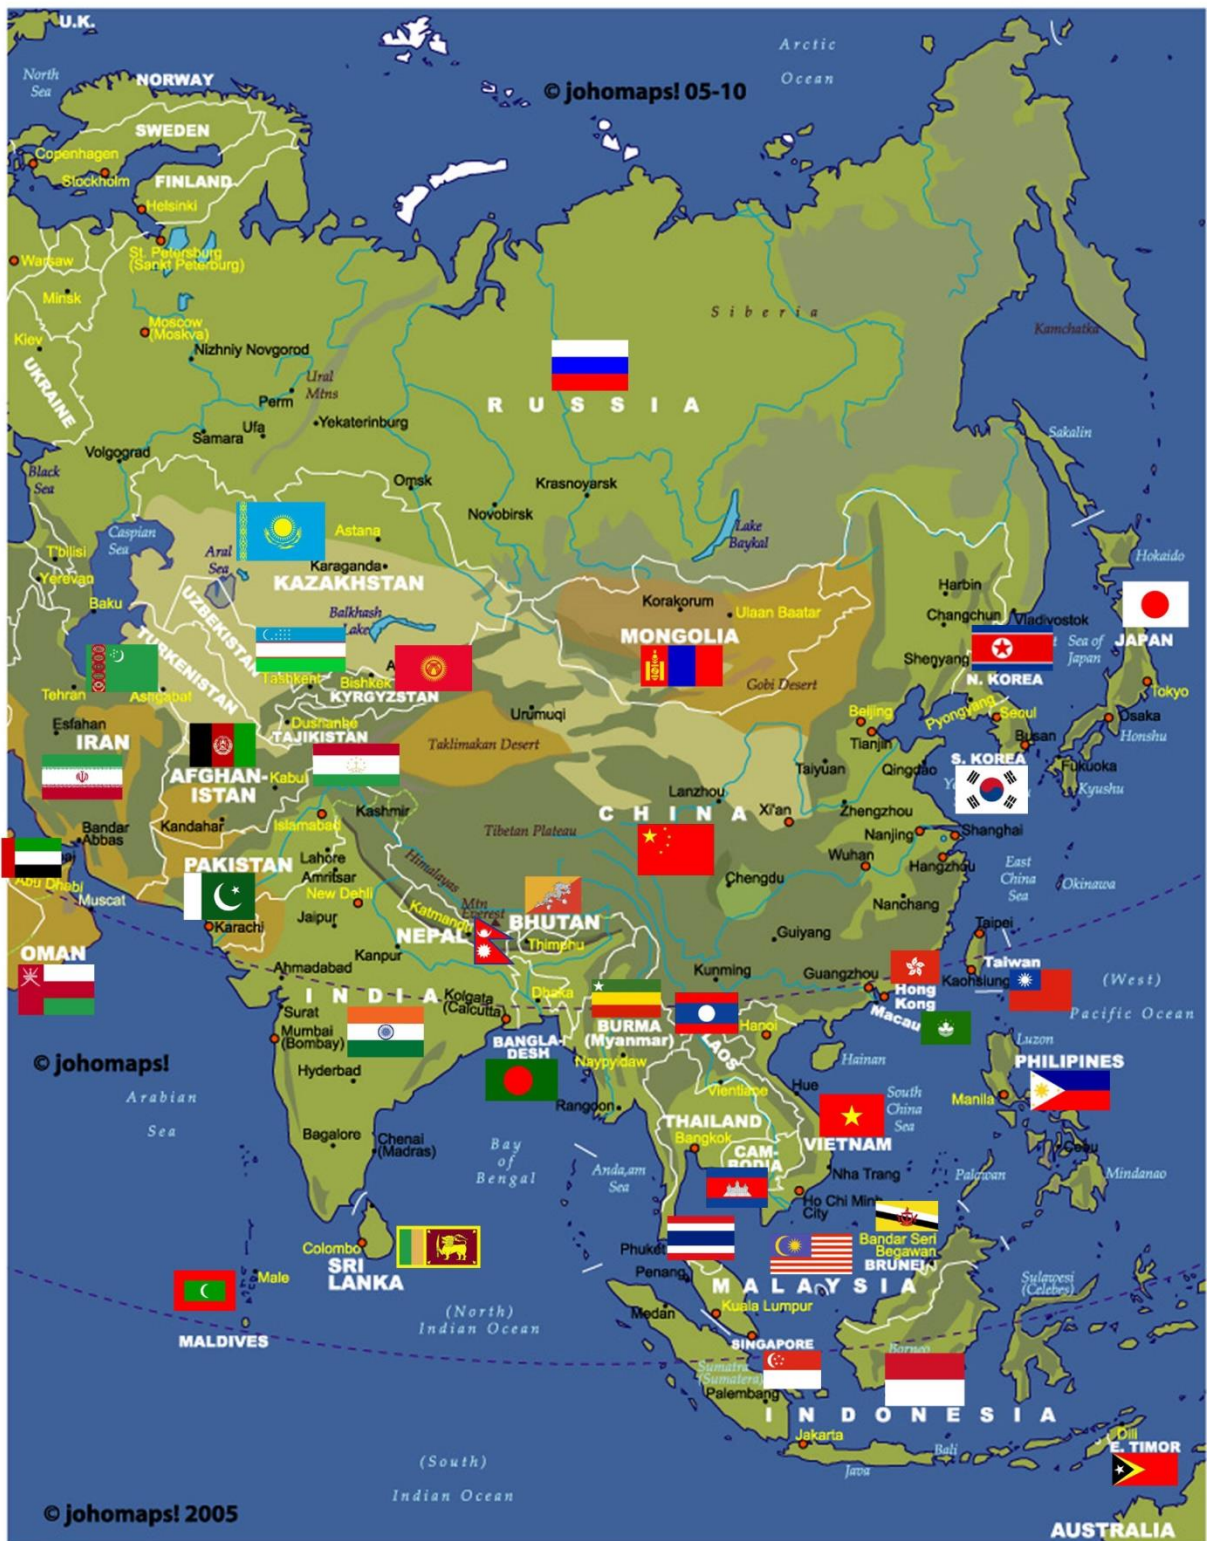 U.K.
Arctic
Ocean
North
Sea
NORWAY
© johomaps! 05-10
SWEDEN
Copenhagen
Stockholm
FINLAND
Helsinki
St. Petersburg
(Sankt Peterburg)
Warsaw
Minsk
Moscow
(Moskva)
Siberia
Kamchatka
Kiev
Nizhniy Novgorod
UKRAINE
Ural
Mtns
Perm
RUSSIA
Yekaterinburg
Ufa
Samara
Volgograd
Sakalin
Black
Sea
Omsk
Krasnoyarsk
Novobirsk
Caspian
Sea
Astana
Lake
Baykal
T'bilisi
Aral
Sea
Karaganda
Hokaido
Yerevan
KAZAKHSTAN
Harbin
Baku
UZBEKISTAN
Balkhash
Lake
Korakorum
Ulaan Baatar
Changchun
Vladivostok
MONGOLIA
Sea of
Japan
JAPAN
TURKENISTAN
Shenyang
N. KOREA
Tashkent
Bishkek
Gobi Desert
Tehran
Ashgabat
KYRGYZSTAN
Tokyo
Pyongyang
Seoul
Urumuqi
Beijing
Osaka
Esfahan
Dushanbe
TAJIKISTAN
Taklimakan Desert
Tianjin
Busan
Honshu
IRAN
S. KOREA
AFGHAN-
ISTAN
Kabul
Taiyuan
Qingdao
Fukuoka
Kyushu
Lanzhou
Kashmir
CHINA
Xi'an
Zhengzhou
Bandar
Abbas
Kandahar
Islamabad
Tibetan Plateau
Nanjing
Shanghai
Lahore
PAKISTAN
Amritsar
Himalayas
Wuhan
Hangzhou
East
China
Sea
Abu Dhabi
New Dehli
Chengdu
Okinawa
Muscat
Mtn
Everest
Nanchang
Karachi
Jaipur
Katmandu
BHUTAN
Taipei
NEPAL
Thimphu
Guiyang
OMAN
Kanpur
Taiwan
Ahmadabad
Kunming
Guangzhou
Kaohsiung
(West)
Pacific Ocean
INDIA
Kolgata
(Calcutta)
Dhaka
Hong
Kong
Surat
Macau
Mumbai
(Bombay)
BURMA
(Myanmar)
Hanoi
BANGLA-
DESH
LAOS
Luzon
© johomaps!
Naypyidaw
Hainan
PHILIPINES
Hyderbad
Vientiane
Hue
South
China
Sea
Manila
Arabian
Sea
Rangoon
THAILAND
Bagalore
Chenai
(Madras)
Bay
of
Bengal
Bangkok
VIETNAM
Cebu
CAM-
BODIA
Sea
Nha Trang
Palawan
Mindanao
Ho Chi Minh
City
Colombo
Phuket
Bandar Seri
Begawan
SRI
LANKA
BRUNEI
Male
Penang
MALAYSIA
Sulawesi
(Celebes)
(North)
Indian Ocean
Medan
Kuala Lumpur
MALDIVES
SINGAPORE
Borneo
Sumatra
(Sumatera)
Palembang
INDONESIA
Jakarta
Dili
Bali
E. TIMOR
(South)
Indian Ocean
Java
© johomaps! 2005
AUSTRALIA